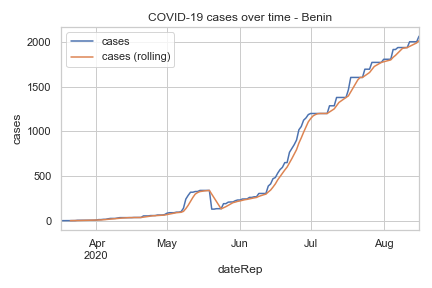 COVID-19 cases over time - Benin
cases
cases (rolling)
2000
1500
1000
500
0
cases
Apr
2020
May
Jun
Jul
Aug
dateRep